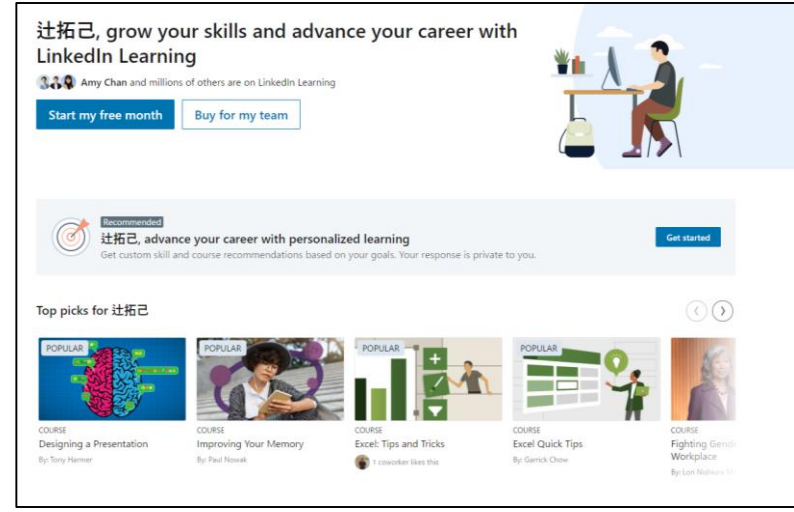 辻拓己, grow your skills and advance your career with
LinkedIn Learning
Amy Chan and millions of others are on LinkedIn Learning
Start my free month
Buy for my team
Recommended
辻拓己, advance your career with personalized learning
Get started
Get custom skill and course recommendations based on your goals. Your response is private to you.
Top picks for 辻拓己
POPULAR
COURSE
Designing a Presentation
By: Tony Harmer
POPULAR
COURSE
Improving Your Memory
By: Paul Nowak
POPULAR
COURSE
Excel: Tips and Tricks
1 coworker likes this
POPULAR
COURSE
Excel Quick Tips
By: Garrick Chow
COURSE
Fighting
Workplace
By: Lori